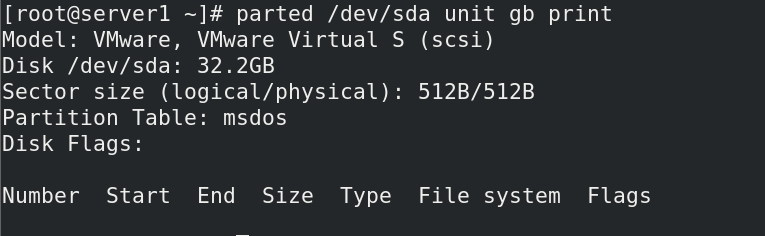 [root@server1 ~]# parted /dev/sda unit gb print
Model: VMware, VMware Virtual S (scsi)
Disk /dev/sda: 32.2GB
Sector size (logical/physical): 512B/512B
Partition Table: msdos
Disk Flags:
Number  Start  End  Size  Type  File system  Flags